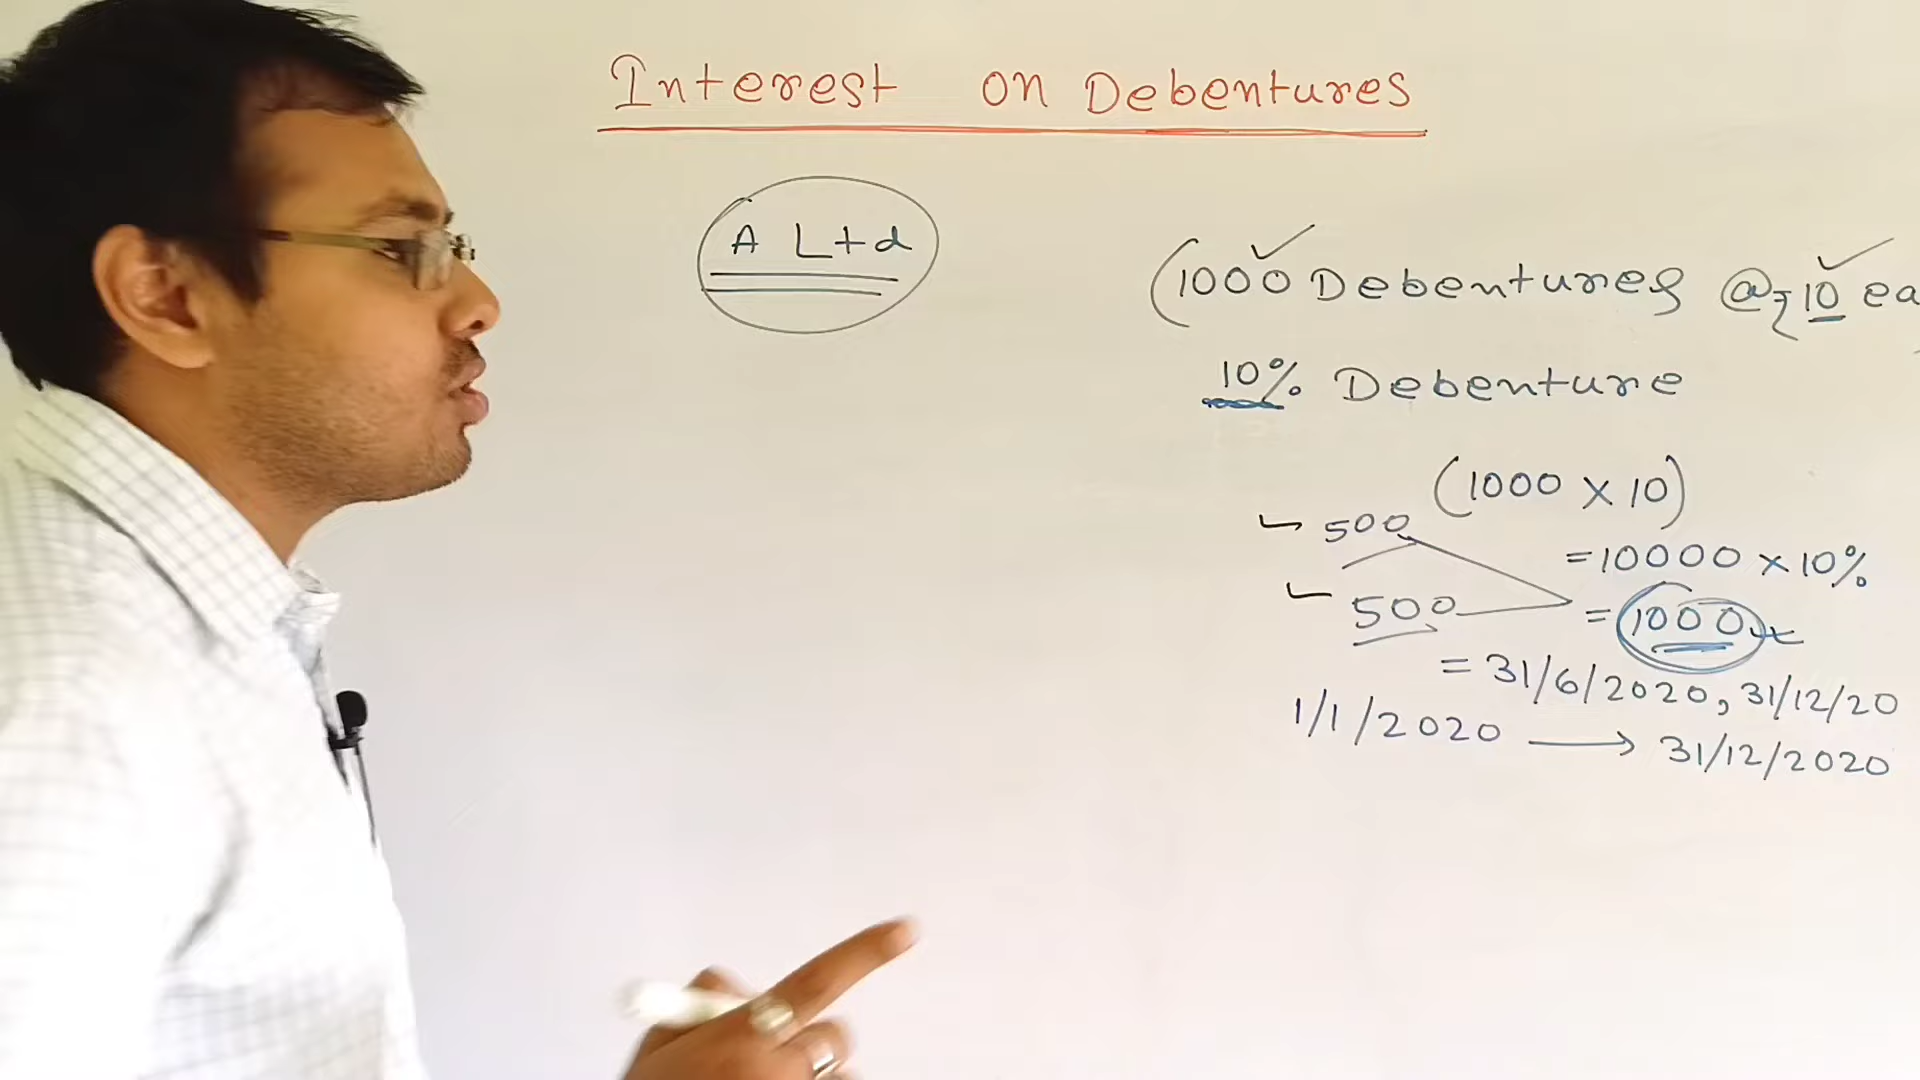 Interest on Debentures
A Ltd
(1000 Debentures @ ₹10 ea
10% Debenture
(1000 × 10)
500
= 10000 × 10%
500
= 1000
= 31/6/2020, 31/12/20
1/1/2020 → 31/12/2020